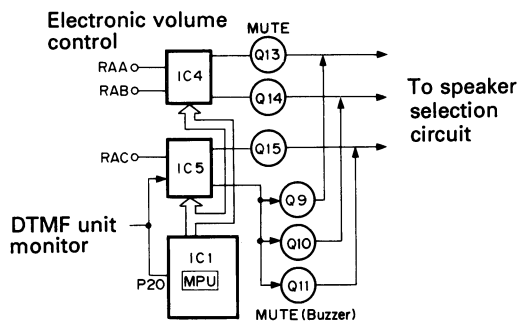 Electronic volume
control
MUTE
RAA
RAB
IC4
Q13
Q14
To speaker
selection
circuit
RAC
IC5
Q15
Q9
DTMF unit
monitor
Q10
IC1
MPU
P20
Q11
MUTE (Buzzer)